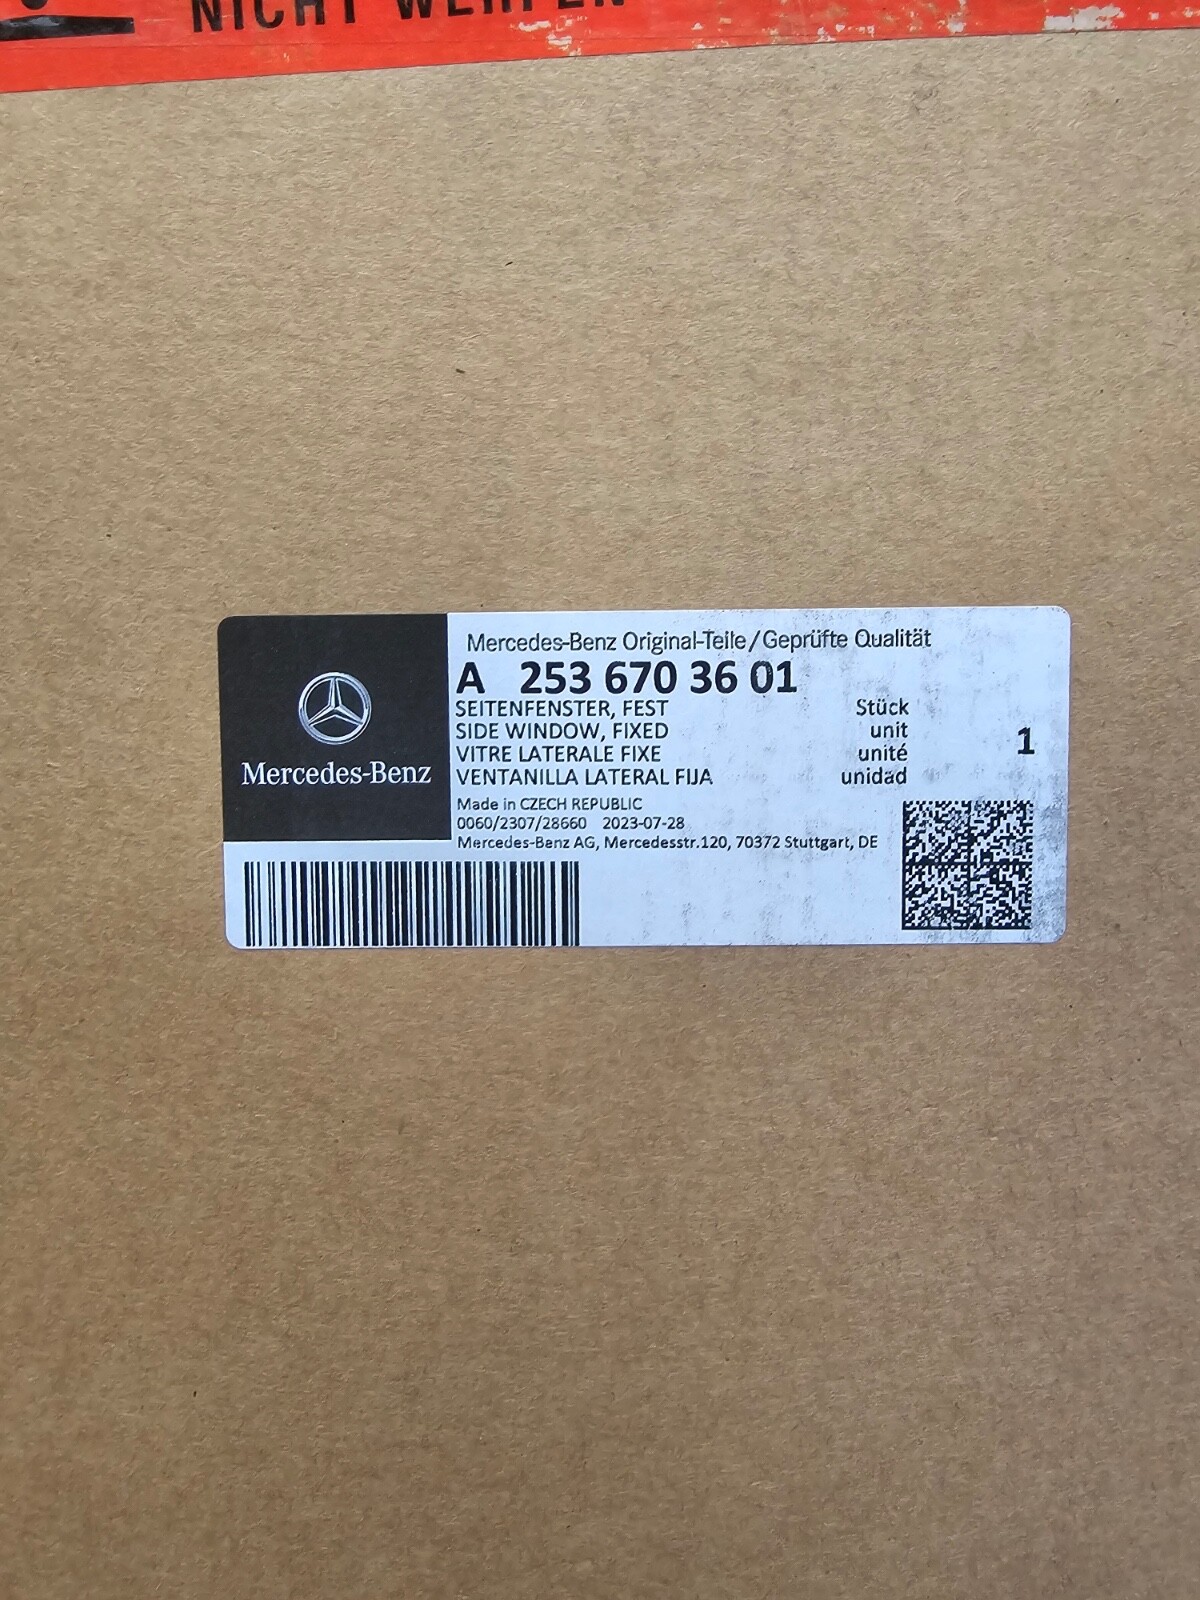 NICHT WERFEN
Mercedes-Benz Original-Teile/Geprüfte Qualität
A 253 670 36 01
SEITENFENSTER, FEST Stück
SIDE WINDOW, FIXED unit
VITRE LATERALE FIXE unité
VENTANILLA LATERAL FIJA unidad
1
Mercedes-Benz
Made in CZECH REPUBLIC
0060/2307/28660 2023-07-28
Mercedes-Benz AG, Mercedesstr.120, 70372 Stuttgart, DE